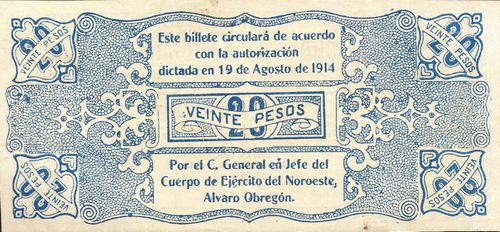 20
VEINTE PESOS
20
VEINTE PESOS
Este billete circulará de acuerdo
con la autorización
dictada en 19 de Agosto de 1914
20
VEINTE PESOS
Por el C. General en Jefe del
Cuerpo de Ejército del Noroeste,
Alvaro Obregón.
20
VEINTE PESOS
20
VEINTE PESOS